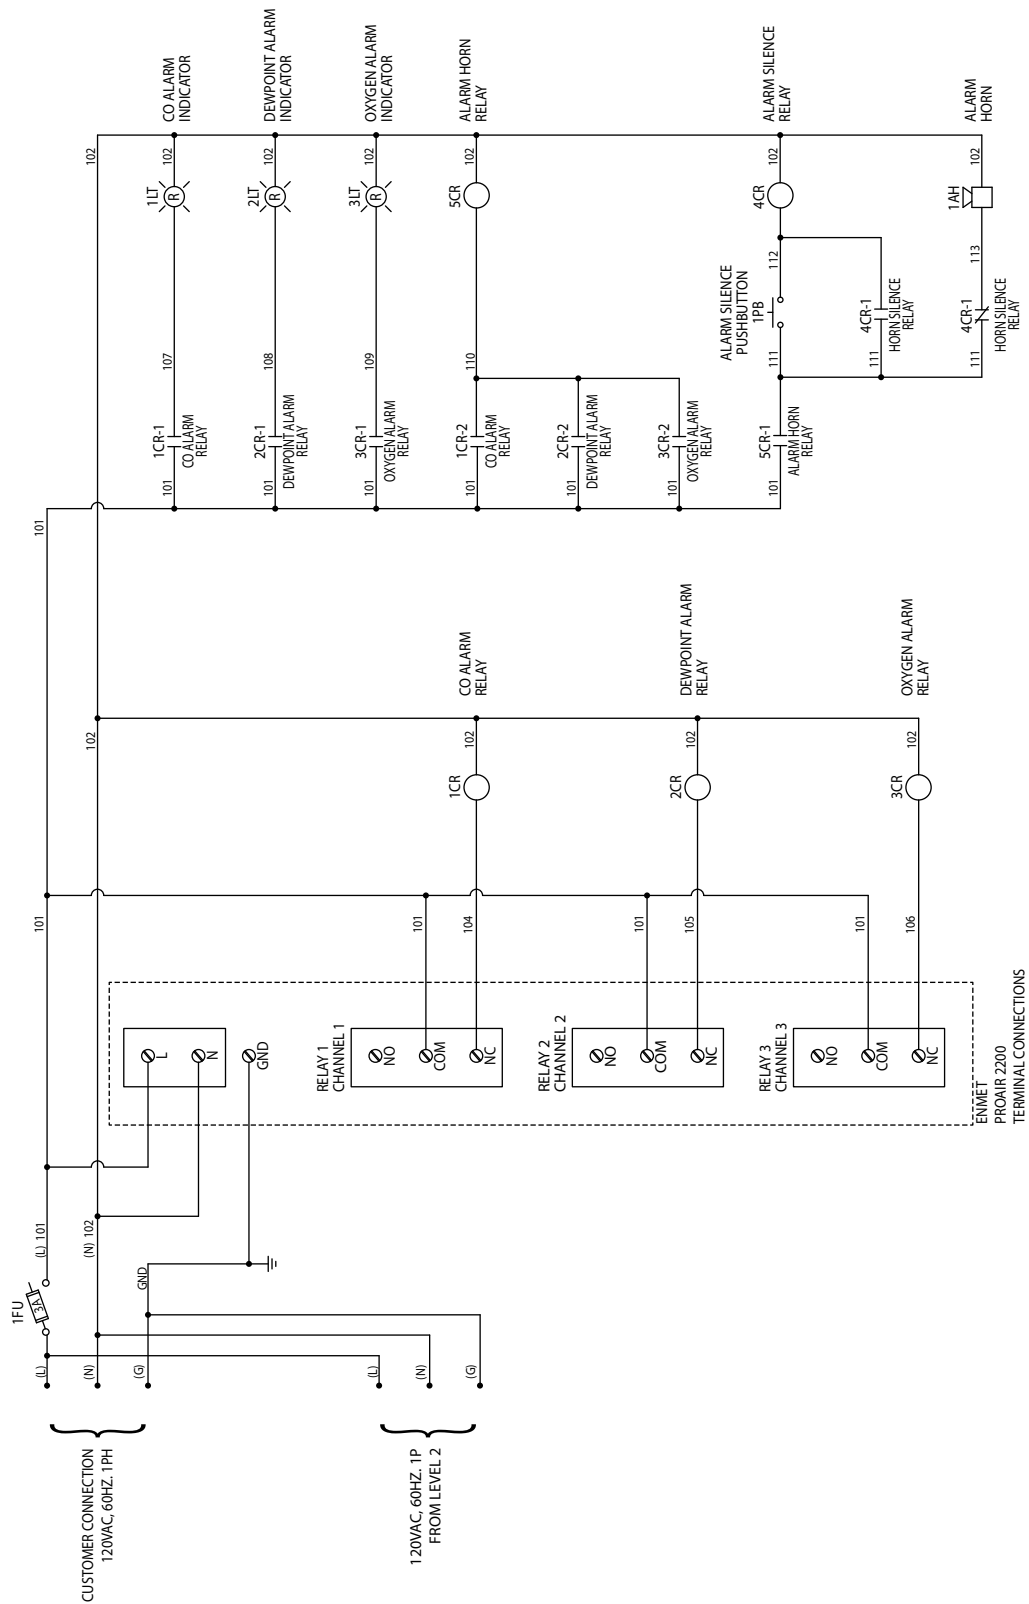 CUSTOMER CONNECTION
120VAC, 60HZ. 1PH
120VAC, 60HZ. 1P
FROM LEVEL 2
(L)
(N)
(G)
(L)
(N)
(G)
1FU
3A
GND
(L) 101
(N) 102
L
N
GND
RELAY 1
CHANNEL 1
NO
COM
NC
RELAY 2
CHANNEL 2
NO
COM
NC
RELAY 3
CHANNEL 3
NO
COM
NC
ENMET
PROAIR 2200
TERMINAL CONNECTIONS
101
101
104
101
105
101
106
1CR
2CR
3CR
102
102
102
102
CO ALARM
RELAY
DEWPOINT ALARM
RELAY
OXYGEN ALARM
RELAY
101
101
1CR-1
CO ALARM
RELAY
107
1LT
R
102
102
CO ALARM
INDICATOR
101
2CR-1
DEWPOINT ALARM
RELAY
108
2LT
R
102
DEWPOINT ALARM
INDICATOR
101
3CR-1
OXYGEN ALARM
RELAY
109
3LT
R
102
OXYGEN ALARM
INDICATOR
101
1CR-2
CO ALARM
RELAY
110
5CR
102
ALARM HORN
RELAY
101
2CR-2
DEWPOINT ALARM
RELAY
101
3CR-2
OXYGEN ALARM
RELAY
101
5CR-1
ALARM HORN
RELAY
111
ALARM SILENCE
PUSHBUTTON
1PB
112
4CR
102
ALARM SILENCE
RELAY
111
4CR-1
HORN SILENCE
RELAY
111
4CR-1
HORN SILENCE
RELAY
113
1AH
102
ALARM
HORN